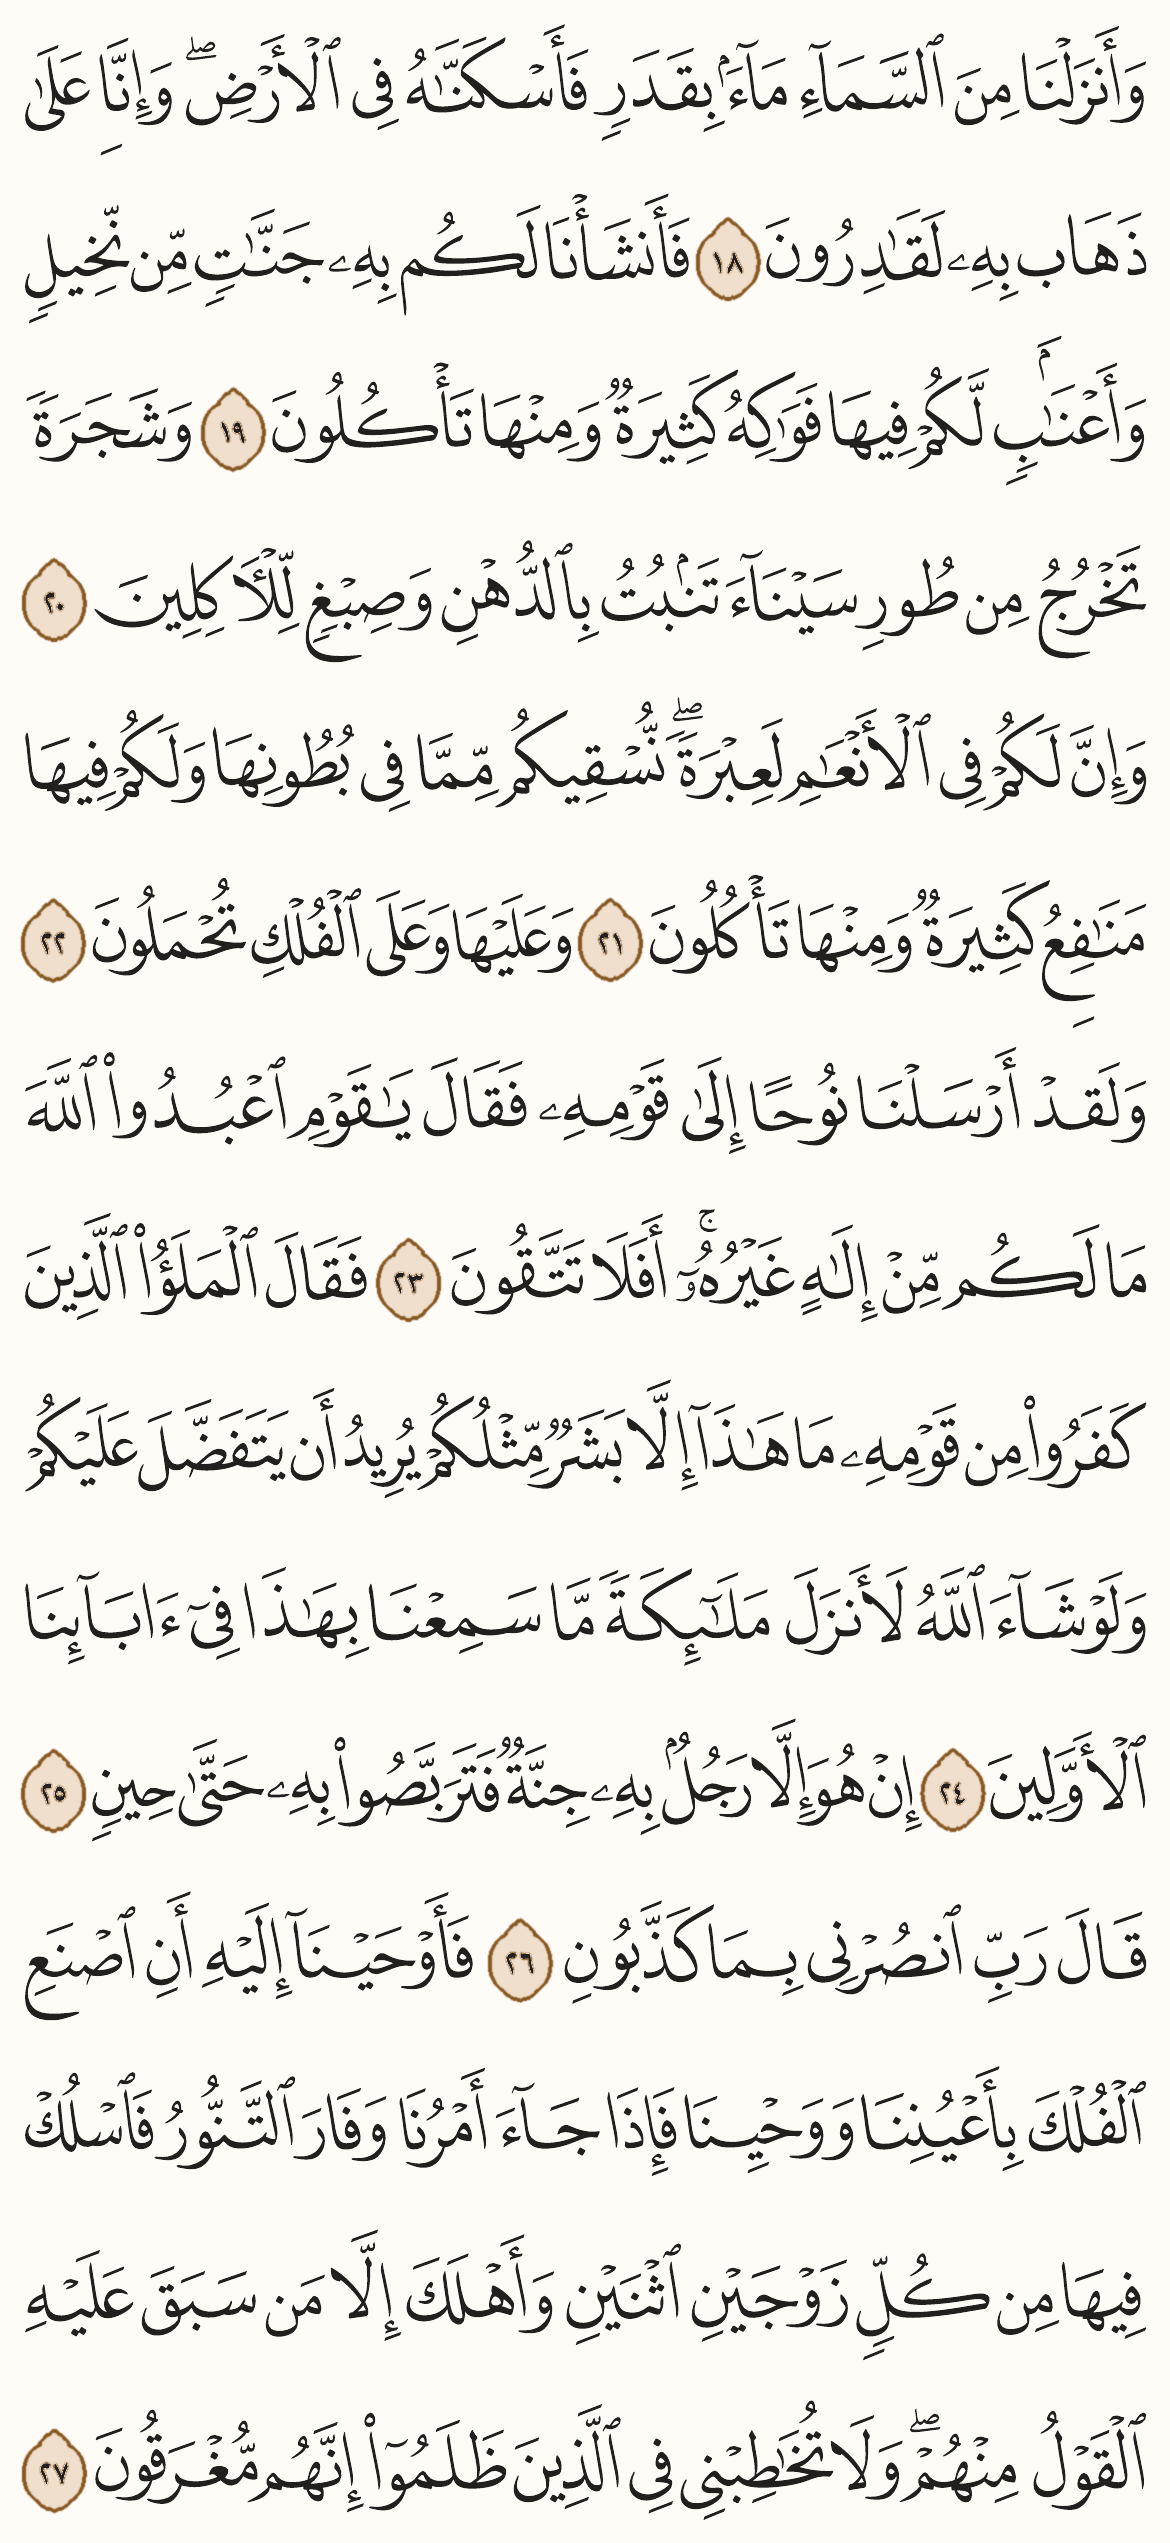 وَأَنزَلْنَا مِنَ ٱلسَّمَآءِ مَآءًۢ بِقَدَرٍ فَأَسْكَنَّـٰهُ فِى ٱلْأَرْضِ ۖ وَإِنَّا عَلَىٰ
ذَهَابٍۭ بِهِۦ لَقَـٰدِرُونَ ١٨ فَأَنشَأْنَا لَكُم بِهِۦ جَنَّـٰتٍ مِّن نَّخِيلٍ
وَأَعْنَـٰبٍ لَّكُمْ فِيهَا فَوَٰكِهُ كَثِيرَةٌ وَمِنْهَا تَأْكُلُونَ ١٩ وَشَجَرَةً
تَخْرُجُ مِن طُورِ سَيْنَآءَ تَنۢبُتُ بِٱلدُّهْنِ وَصِبْغٍ لِّلْـَٔاكِلِينَ ٢٠
وَإِنَّ لَكُمْ فِى ٱلْأَنْعَـٰمِ لَعِبْرَةً ۖ نُّسْقِيكُم مِّمَّا فِى بُطُونِهَا وَلَكُمْ فِيهَا
مَنَـٰفِعُ كَثِيرَةٌ وَمِنْهَا تَأْكُلُونَ ٢١ وَعَلَيْهَا وَعَلَى ٱلْفُلْكِ تُحْمَلُونَ ٢٢
وَلَقَدْ أَرْسَلْنَا نُوحًا إِلَىٰ قَوْمِهِۦ فَقَالَ يَـٰقَوْمِ ٱعْبُدُوا۟ ٱللَّهَ
مَا لَكُم مِّنْ إِلَـٰهٍ غَيْرُهُۥٓ ۚ أَفَلَا تَتَّقُونَ ٢٣ فَقَالَ ٱلْمَلَؤُا۟ ٱلَّذِينَ
كَفَرُوا۟ مِن قَوْمِهِۦ مَا هَـٰذَآ إِلَّا بَشَرٌ مِّثْلُكُمْ يُرِيدُ أَن يَتَفَضَّلَ عَلَيْكُمْ
وَلَوْ شَآءَ ٱللَّهُ لَأَنزَلَ مَلَـٰٓئِكَةً مَّا سَمِعْنَا بِهَـٰذَا فِىٓ ءَابَآئِنَا
ٱلْأَوَّلِينَ ٢٤ إِنْ هُوَ إِلَّا رَجُلٌۢ بِهِۦ جِنَّةٌ فَتَرَبَّصُوا۟ بِهِۦ حَتَّىٰ حِينٍ ٢٥
قَالَ رَبِّ ٱنصُرْنِى بِمَا كَذَّبُونِ ٢٦ فَأَوْحَيْنَآ إِلَيْهِ أَنِ ٱصْنَعِ
ٱلْفُلْكَ بِأَعْيُنِنَا وَوَحْيِنَا فَإِذَا جَآءَ أَمْرُنَا وَفَارَ ٱلتَّنُّورُ فَٱسْلُكْ
فِيهَا مِن كُلٍّ زَوْجَيْنِ ٱثْنَيْنِ وَأَهْلَكَ إِلَّا مَن سَبَقَ عَلَيْهِ
ٱلْقَوْلُ مِنْهُمْ ۖ وَلَا تُخَـٰطِبْنِى فِى ٱلَّذِينَ ظَلَمُوٓا۟ إِنَّهُم مُّغْرَقُونَ ٢٧